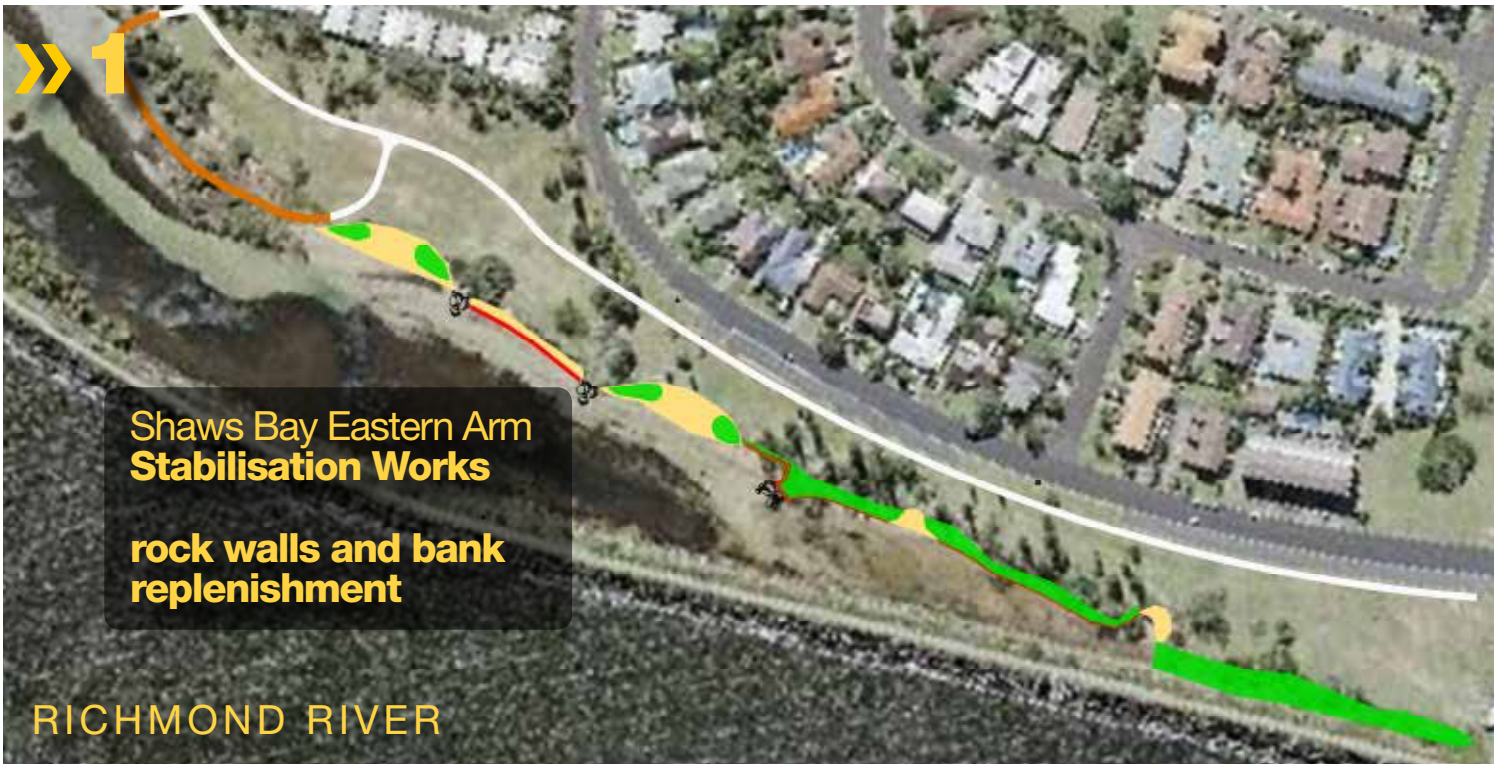 » 1
Shaws Bay Eastern Arm
Stabilisation Works
rock walls and bank
replenishment
RICHMOND RIVER